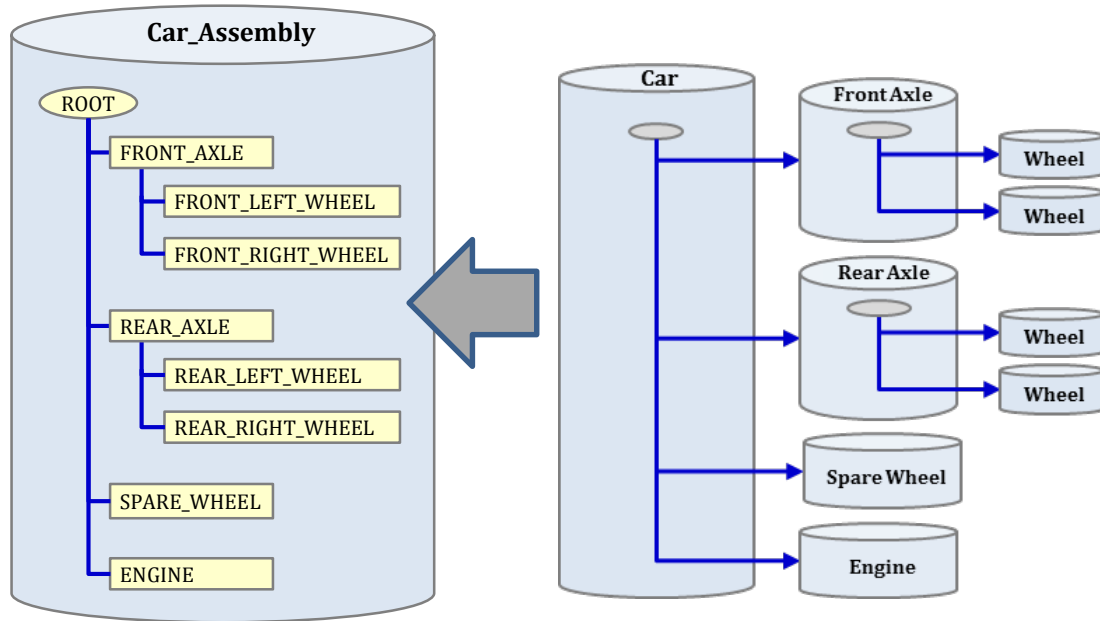 Car_Assembly
ROOT
FRONT_AXLE
FRONT_LEFT_WHEEL
FRONT_RIGHT_WHEEL
REAR_AXLE
REAR_LEFT_WHEEL
REAR_RIGHT_WHEEL
SPARE_WHEEL
ENGINE
Car
Front Axle
Wheel
Wheel
Rear Axle
Wheel
Wheel
Spare Wheel
Engine